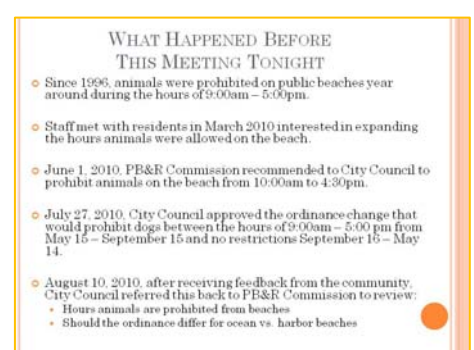 WHAT HAPPENED BEFORE
THIS MEETING TONIGHT
Since 1996, animals were prohibited on public beaches year
around during the hours of 9:00am – 5:00pm.
Staff met with residents in March 2010 interested in expanding
the hours animals were allowed on the beach.
June 1, 2010, PB&R Commission recommended to City Council to
prohibit animals on the beach from 10:00am to 4:30pm.
July 27, 2010, City Council approved the ordinance change that
would prohibit dogs between the hours of 9:00am – 5:00 pm from
May 15 – September 15 and no restrictions September 16 – May
14.
August 10, 2010, after receiving feedback from the community,
City Council referred this back to PB&R Commission to review:
Hours animals are prohibited from beaches
Should the ordinance differ for ocean vs. harbor beaches